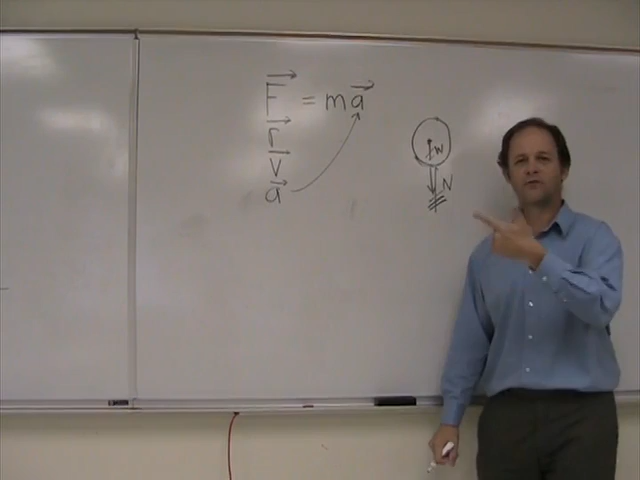 F⃗ = ma⃗
r⃗
v⃗
a⃗
W
N